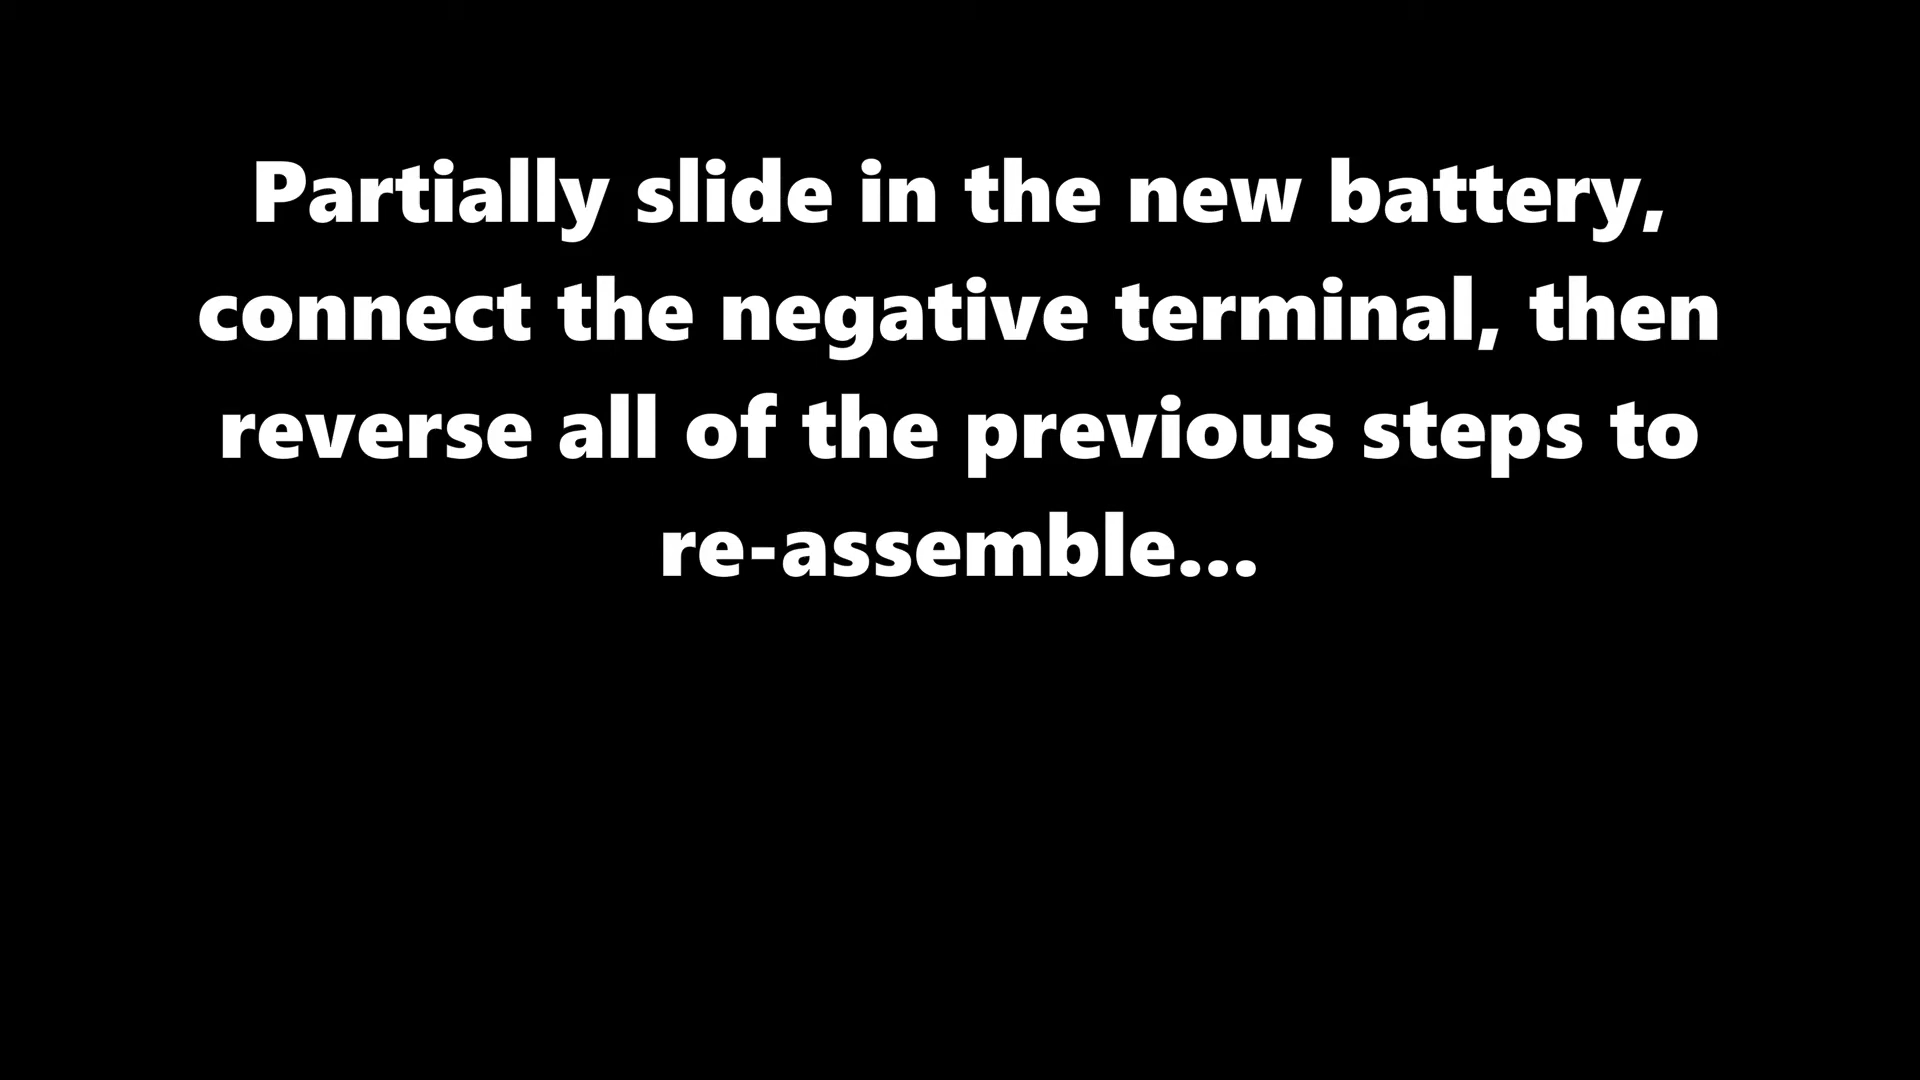 Partially slide in the new battery,
connect the negative terminal, then
reverse all of the previous steps to
re-assemble...